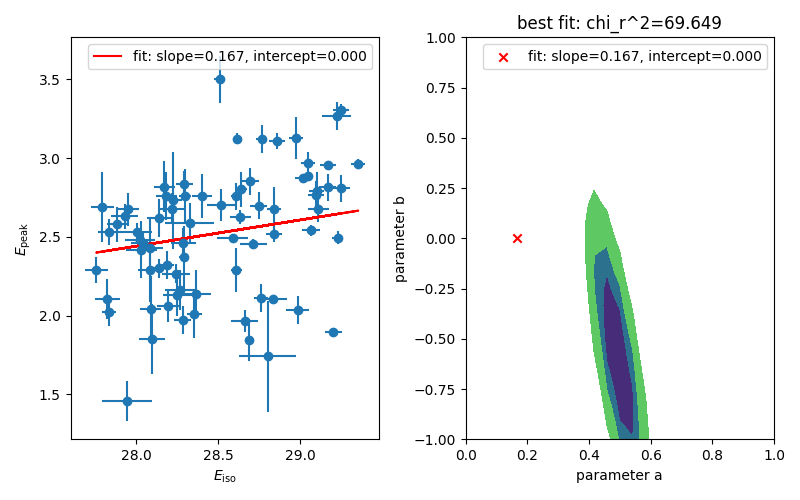 best fit: chi_r^2=69.649
fit: slope=0.167, intercept=0.000
3.5
3.0
2.5
2.0
1.5
E_peak
28.0 28.5 29.0
E_iso
fit: slope=0.167, intercept=0.000
1.00
0.75
0.50
0.25
0.00
−0.25
−0.50
−0.75
−1.00
parameter b
0.0 0.2 0.4 0.6 0.8 1.0
parameter a